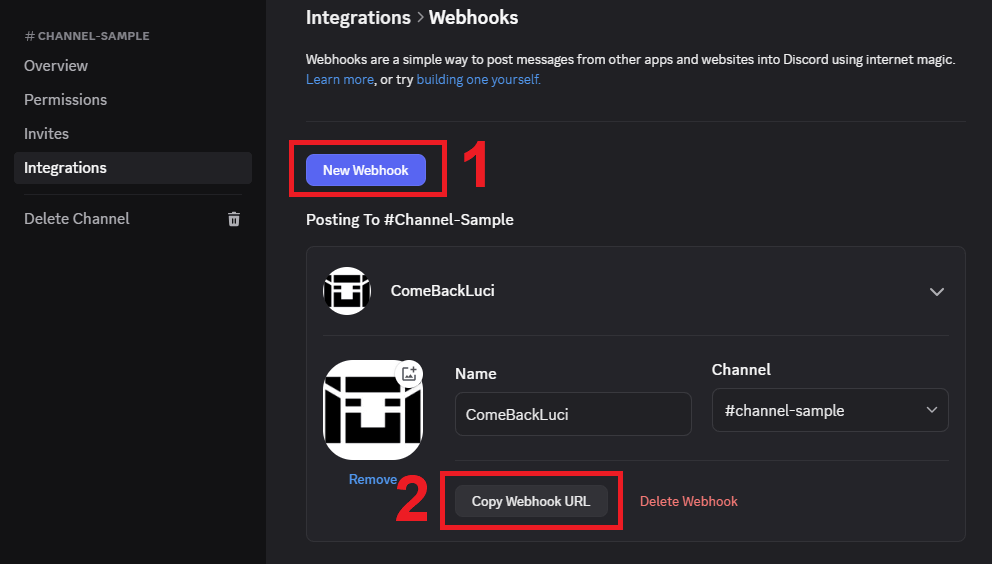 # CHANNEL-SAMPLE
Overview
Permissions
Invites
Integrations
Delete Channel
Integrations > Webhooks
Webhooks are a simple way to post messages from other apps and websites into Discord using internet magic.
Learn more, or try building one yourself.
New Webhook
1
Posting To #Channel-Sample
ComeBackLuci
Name
Channel
ComeBackLuci
#channel-sample
Remove
2
Copy Webhook URL
Delete Webhook